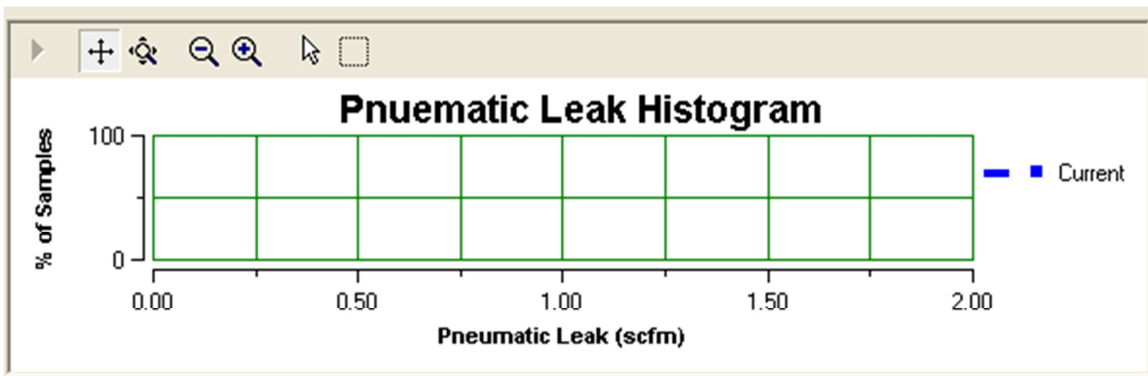 Pnuematic Leak Histogram
% of Samples
100
0
Current
0.00 0.50 1.00 1.50 2.00
Pneumatic Leak (scfm)